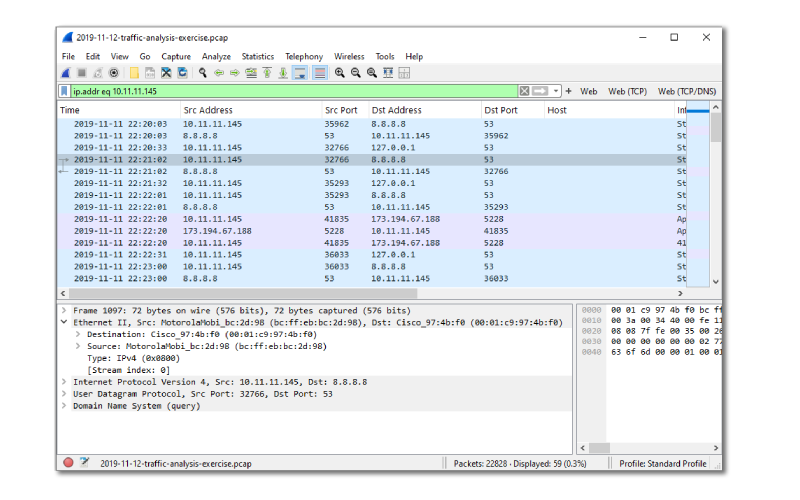 2019-11-12-traffic-analysis-exercise.pcap
File Edit View Go Capture Analyze Statistics Telephony Wireless Tools Help
ip.addr eq 10.11.11.145 + Web Web (TCP) Web (TCP/DNS)
Time Src Address Src Port Dst Address Dst Port Host Int
2019-11-11 22:20:03 10.11.11.145 35962 8.8.8.8 53 St
2019-11-11 22:20:03 8.8.8.8 53 10.11.11.145 35962 St
2019-11-11 22:20:33 10.11.11.145 32766 127.0.0.1 53 St
2019-11-11 22:21:02 10.11.11.145 32766 8.8.8.8 53 St
2019-11-11 22:21:02 8.8.8.8 53 10.11.11.145 32766 St
2019-11-11 22:21:32 10.11.11.145 35293 127.0.0.1 53 St
2019-11-11 22:22:01 10.11.11.145 35293 8.8.8.8 53 St
2019-11-11 22:22:01 8.8.8.8 53 10.11.11.145 35293 St
2019-11-11 22:22:20 10.11.11.145 41835 173.194.67.188 5228 Ap
2019-11-11 22:22:20 173.194.67.188 5228 10.11.11.145 41835 Ap
2019-11-11 22:22:20 10.11.11.145 41835 173.194.67.188 5228 41
2019-11-11 22:22:31 10.11.11.145 36033 127.0.0.1 53 St
2019-11-11 22:23:00 10.11.11.145 36033 8.8.8.8 53 St
2019-11-11 22:23:00 8.8.8.8 53 10.11.11.145 36033 St
Frame 1097: 72 bytes on wire (576 bits), 72 bytes captured (576 bits)
Ethernet II, Src: MotorolaMobi_bc:2d:98 (bc:ff:eb:bc:2d:98), Dst: Cisco_97:4b:f0 (00:01:c9:97:4b:f0)
Destination: Cisco_97:4b:f0 (00:01:c9:97:4b:f0)
Source: MotorolaMobi_bc:2d:98 (bc:ff:eb:bc:2d:98)
Type: IPv4 (0x0800)
[Stream index: 0]
Internet Protocol Version 4, Src: 10.11.11.145, Dst: 8.8.8.8
User Datagram Protocol, Src Port: 32766, Dst Port: 53
Domain Name System (query)
0000 00 01 c9 97 4b f0 bc ff
0010 00 3a 00 34 40 00 fe 11
0020 08 08 7f fe 00 35 00 26
0030 00 00 00 00 00 00 02 77
0040 63 6f 6d 00 00 01 00 01
2019-11-12-traffic-analysis-exercise.pcap Packets: 22828 · Displayed: 59 (0.3%) Profile: Standard Profile